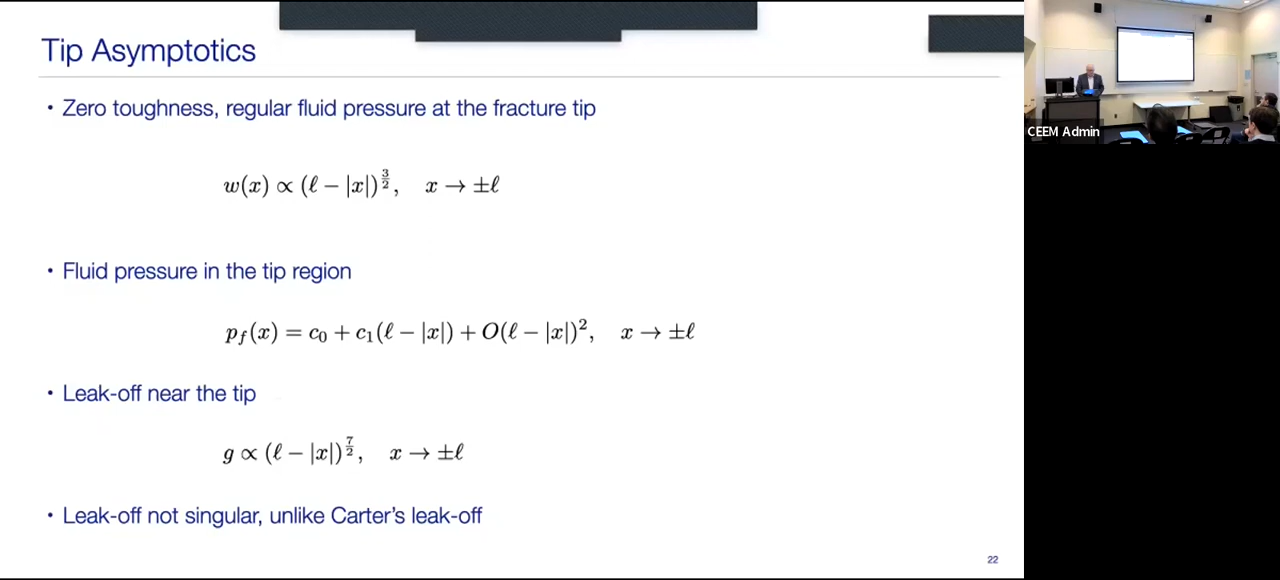 Tip Asymptotics
• Zero toughness, regular fluid pressure at the fracture tip
w(x) ∝ (ℓ − |x|)^{3/2}, x → ±ℓ
• Fluid pressure in the tip region
p_f(x) = c_0 + c_1(ℓ − |x|) + O(ℓ − |x|)^2, x → ±ℓ
• Leak-off near the tip
g ∝ (ℓ − |x|)^{7/2}, x → ±ℓ
• Leak-off not singular, unlike Carter's leak-off
22
CEEM Admin